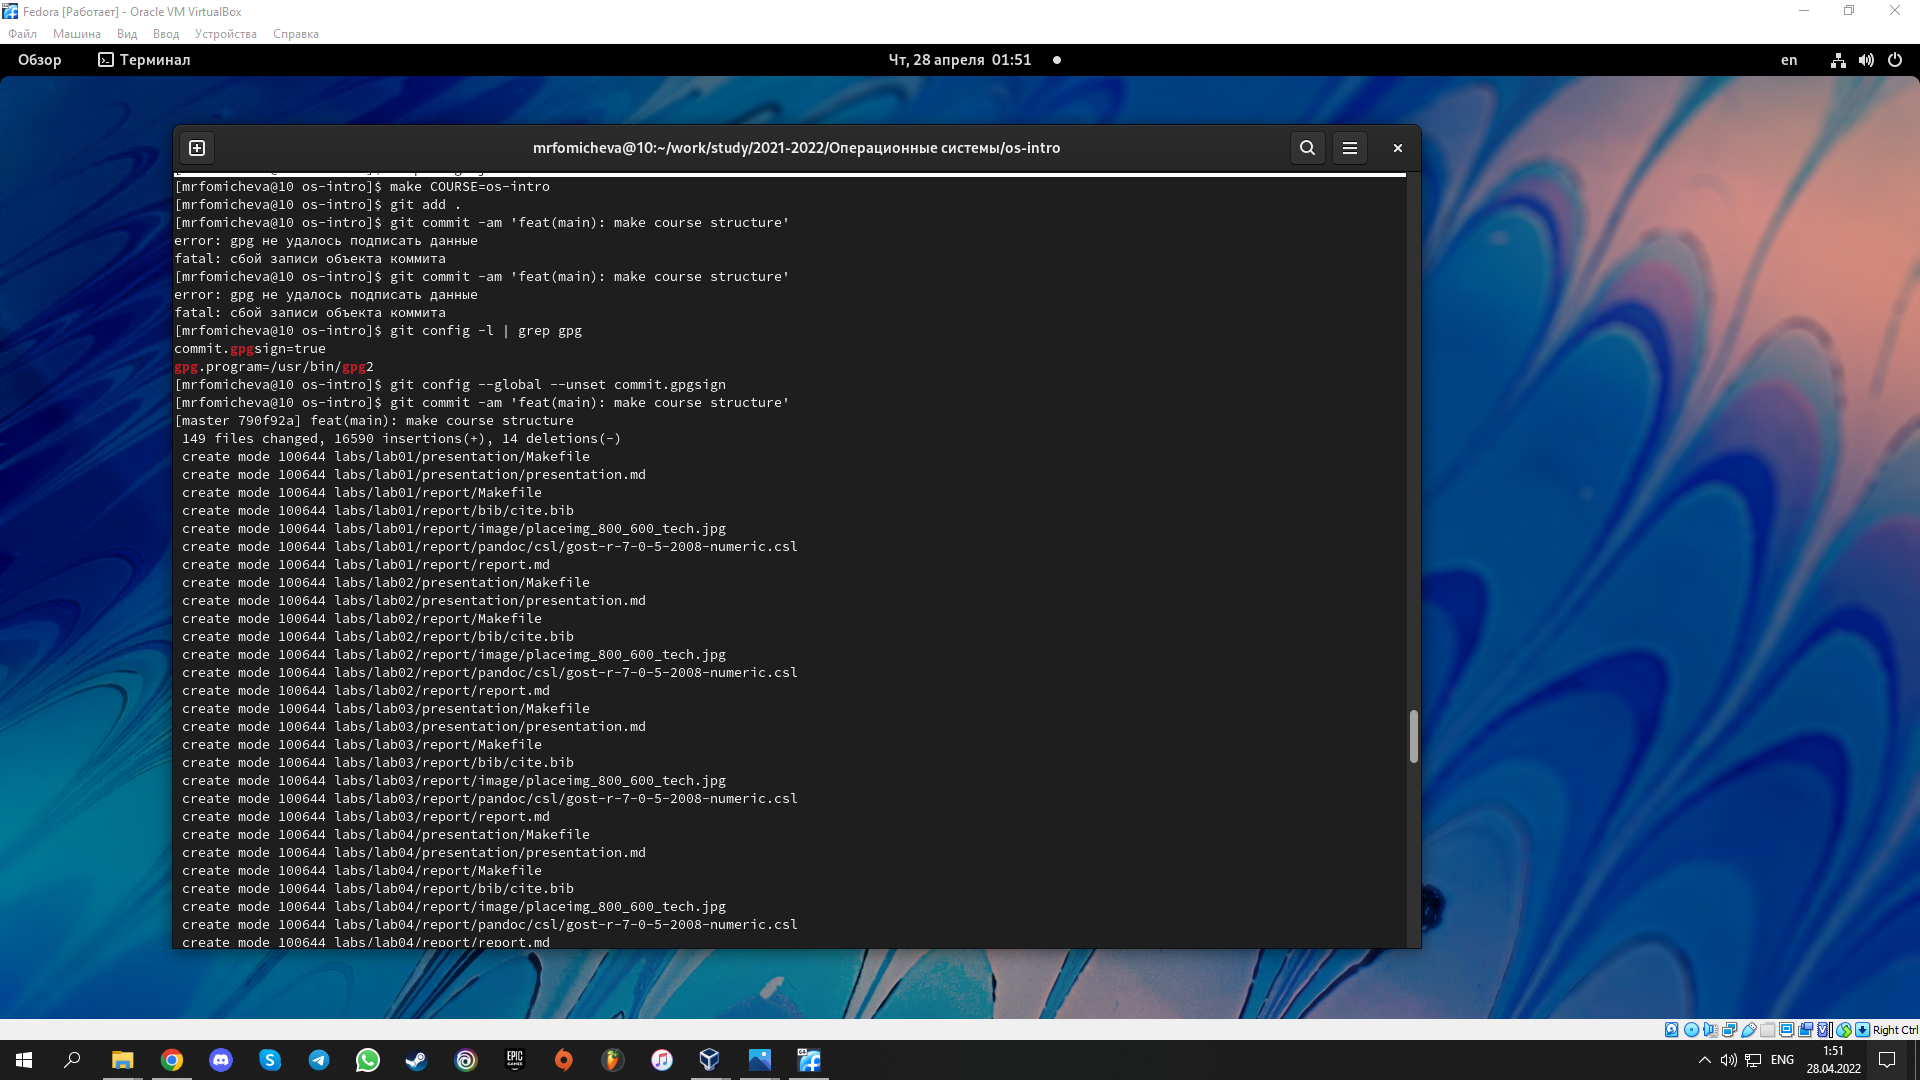 Fedora [Работает] - Oracle VM VirtualBox
Файл Машина Вид Ввод Устройства Справка
Обзор Терминал Чт, 28 апреля 01:51 en
mrfomicheva@10:~/work/study/2021-2022/Операционные системы/os-intro
[mrfomicheva@10 os-intro]$ make COURSE=os-intro
[mrfomicheva@10 os-intro]$ git add .
[mrfomicheva@10 os-intro]$ git commit -am 'feat(main): make course structure'
error: gpg не удалось подписать данные
fatal: сбой записи объекта коммита
[mrfomicheva@10 os-intro]$ git commit -am 'feat(main): make course structure'
error: gpg не удалось подписать данные
fatal: сбой записи объекта коммита
[mrfomicheva@10 os-intro]$ git config -l | grep gpg
commit.gpgsign=true
gpg.program=/usr/bin/gpg2
[mrfomicheva@10 os-intro]$ git config --global --unset commit.gpgsign
[mrfomicheva@10 os-intro]$ git commit -am 'feat(main): make course structure'
[master 790f92a] feat(main): make course structure
149 files changed, 16590 insertions(+), 14 deletions(-)
create mode 100644 labs/lab01/presentation/Makefile
create mode 100644 labs/lab01/presentation/presentation.md
create mode 100644 labs/lab01/report/Makefile
create mode 100644 labs/lab01/report/bib/cite.bib
create mode 100644 labs/lab01/report/image/placeimg_800_600_tech.jpg
create mode 100644 labs/lab01/report/pandoc/csl/gost-r-7-0-5-2008-numeric.csl
create mode 100644 labs/lab01/report/report.md
create mode 100644 labs/lab02/presentation/Makefile
create mode 100644 labs/lab02/presentation/presentation.md
create mode 100644 labs/lab02/report/Makefile
create mode 100644 labs/lab02/report/bib/cite.bib
create mode 100644 labs/lab02/report/image/placeimg_800_600_tech.jpg
create mode 100644 labs/lab02/report/pandoc/csl/gost-r-7-0-5-2008-numeric.csl
create mode 100644 labs/lab02/report/report.md
create mode 100644 labs/lab03/presentation/Makefile
create mode 100644 labs/lab03/presentation/presentation.md
create mode 100644 labs/lab03/report/Makefile
create mode 100644 labs/lab03/report/bib/cite.bib
create mode 100644 labs/lab03/report/image/placeimg_800_600_tech.jpg
create mode 100644 labs/lab03/report/pandoc/csl/gost-r-7-0-5-2008-numeric.csl
create mode 100644 labs/lab03/report/report.md
create mode 100644 labs/lab04/presentation/Makefile
create mode 100644 labs/lab04/presentation/presentation.md
create mode 100644 labs/lab04/report/Makefile
create mode 100644 labs/lab04/report/bib/cite.bib
create mode 100644 labs/lab04/report/image/placeimg_800_600_tech.jpg
create mode 100644 labs/lab04/report/pandoc/csl/gost-r-7-0-5-2008-numeric.csl
create mode 100644 labs/lab04/report/report.md
Right Ctrl
EPIC GAMES
ENG
1:51
28.04.2022